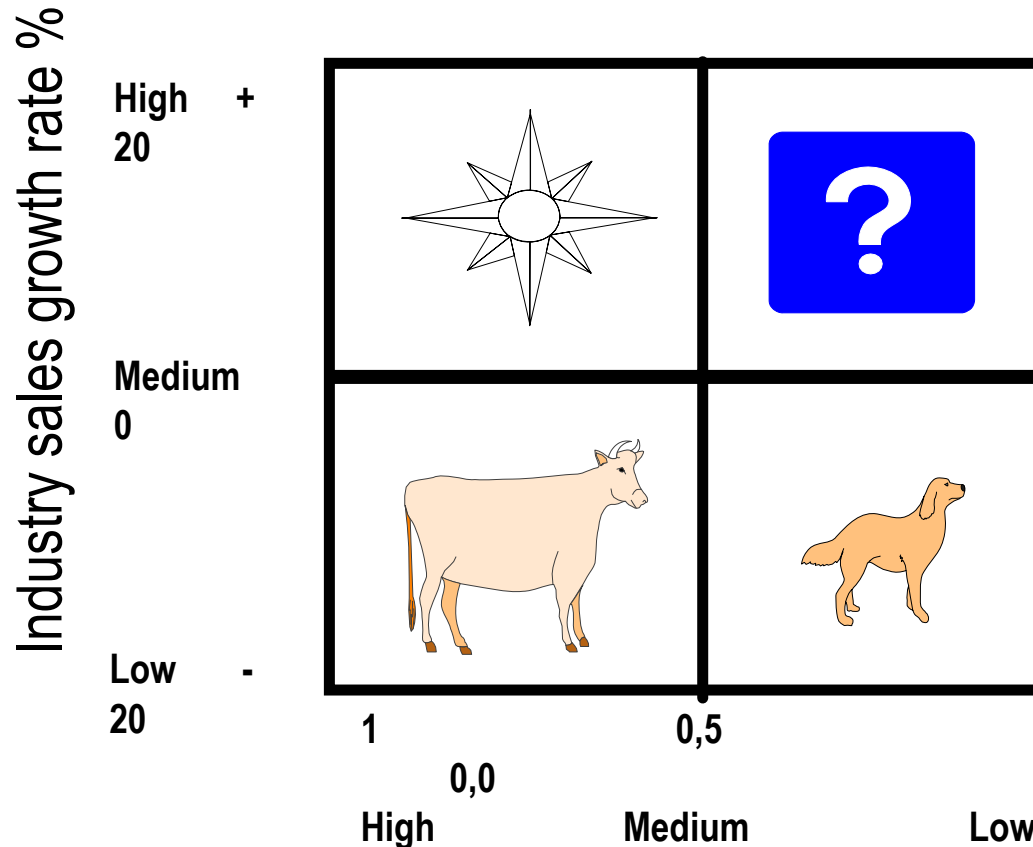 Industry sales growth rate %
High +
20
?
Medium
0
Low -
20
1 0,5
0,0
High Medium Low